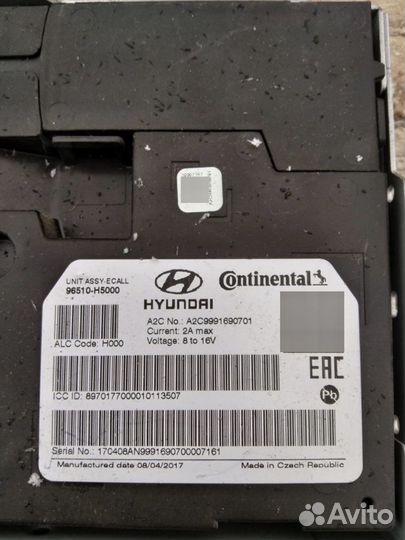 UNIT ASSY-ECALL
96510-H5000
HYUNDAI
Continental
A2C No.: A2C9991690701
Current: 2A max
Voltage: 8 to 16V
ALC Code: H000
EAC
Pb
ICC ID: 8970177000010113507
Serial No.: 170408AN9991690700007161
Manufactured date 08/04/2017
Made in Czech Republic
Avito